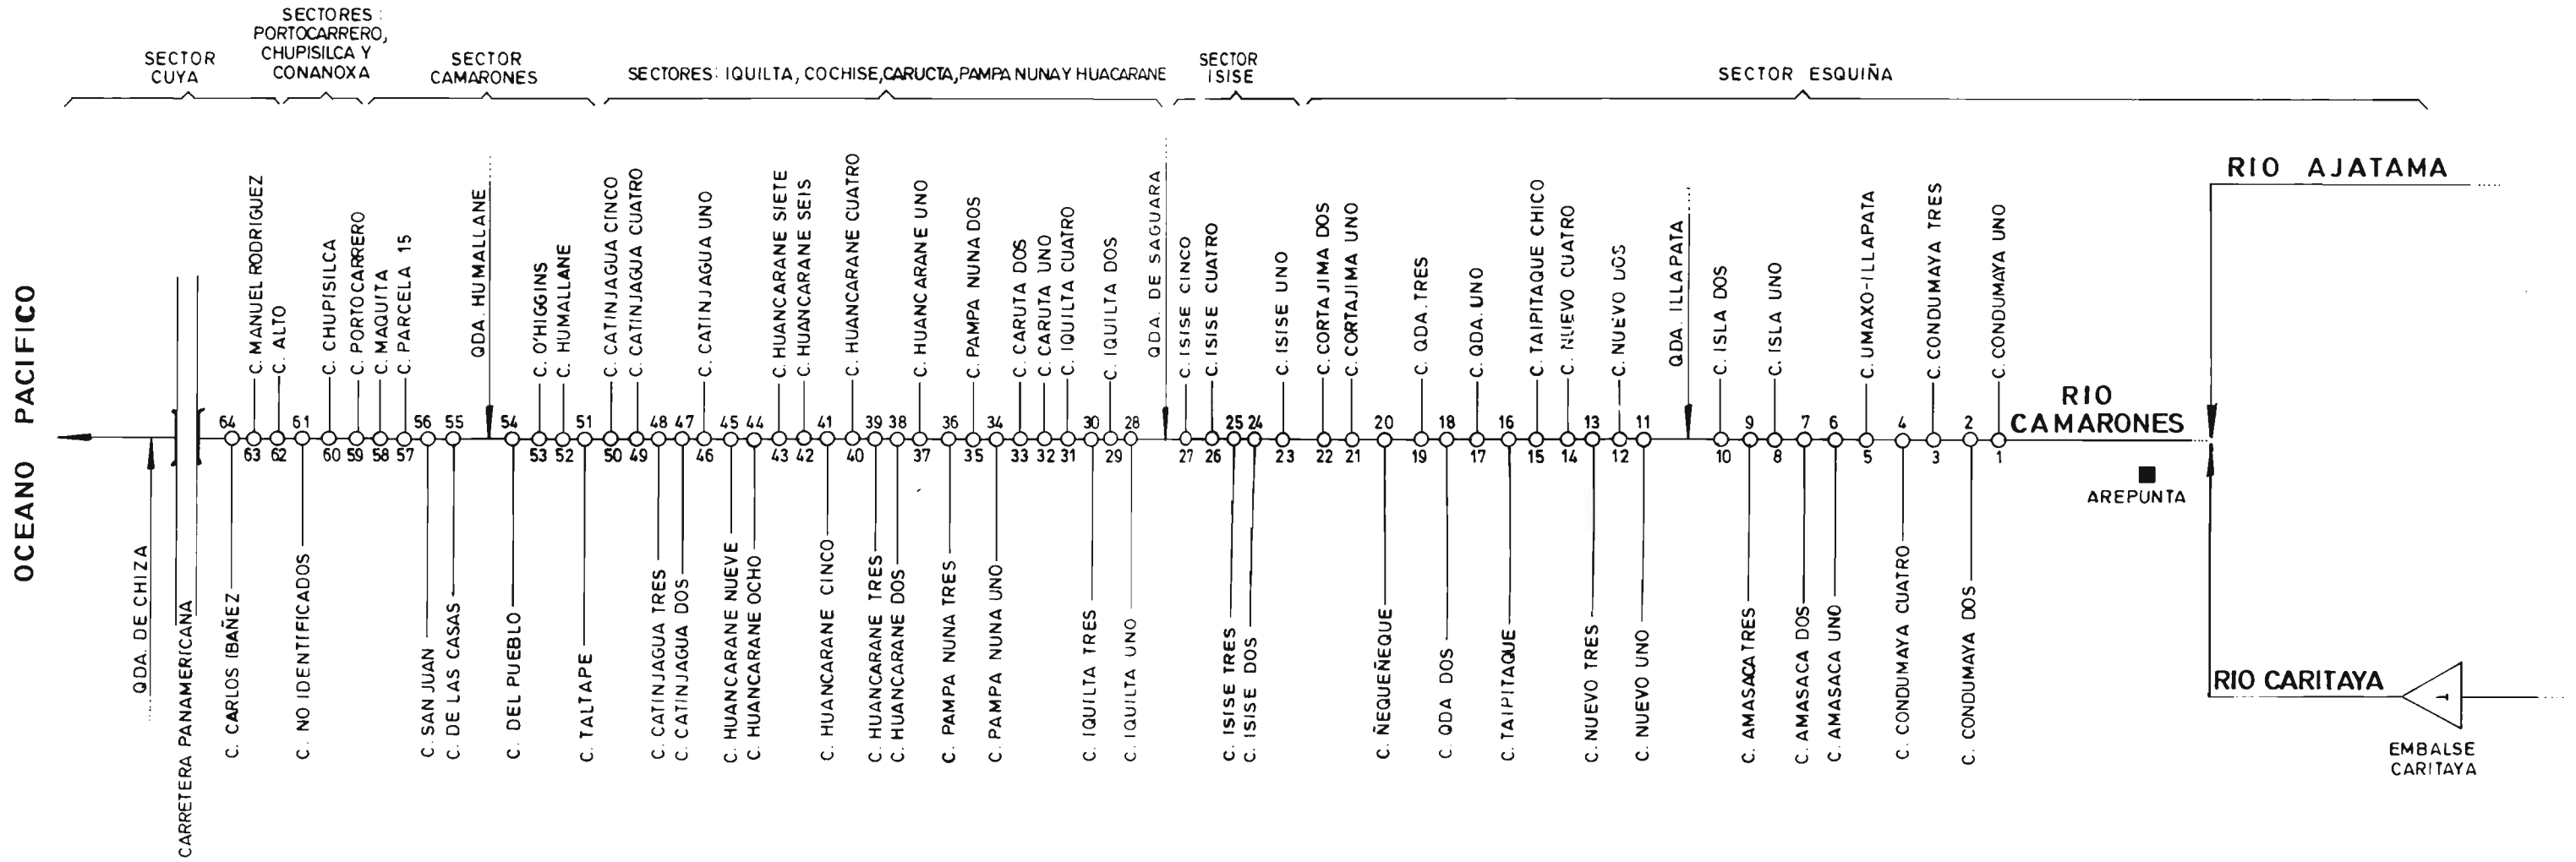 SECTORES :
PORTOCARRERO,
CHUPISILCA Y
CONANOXA
SECTOR
CUYA
SECTOR
CAMARONES
SECTORES: IQUILTA, COCHISE, CARUCTA, PAMPA NUNA Y HUACARANE
SECTOR
ISISE
SECTOR ESQUIÑA
OCEANO PACIFICO
QDA. DE CHIZA
CARRETERA PANAMERICANA
64 C. CARLOS IBAÑEZ
63 C. MANUEL RODRIGUEZ
62 C. ALTO
61 C. NO IDENTIFICADOS
60 C. CHUPISILCA
59 C. PORTOCARRERO
58 C. MAQUITA
57 C. PARCELA 15
56 C. SAN JUAN
55 C. DE LAS CASAS
QDA. HUMALLANE
54 C. DEL PUEBLO
53 C. O'HIGGINS
52 C. HUMALLANE
51 C. TALTAPE
50 C. CATINJAGUA CINCO
49 C. CATINJAGUA CUATRO
48 C. CATINJAGUA TRES
47 C. CATINJAGUA DOS
46 C. CATINJAGUA UNO
45 C. HUANCARANE NUEVE
44 C. HUANCARANE OCHO
43 C. HUANCARANE SIETE
42 C. HUANCARANE SEIS
41 C. HUANCARANE CINCO
40 C. HUANCARANE CUATRO
39 C. HUANCARANE TRES
38 C. HUANCARANE DOS
37 C. HUANCARANE UNO
36 C. PAMPA NUNA TRES
35 C. PAMPA NUNA DOS
34 C. PAMPA NUNA UNO
33 C. CARUTA DOS
32 C. CARUTA UNO
31 C. IQUILTA CUATRO
30 C. IQUILTA TRES
29 C. IQUILTA DOS
28 C. IQUILTA UNO
QDA. DE SAGUARA
27 C. ISISE CINCO
26 C. ISISE CUATRO
25 C. ISISE TRES
24 C. ISISE DOS
23 C. ISISE UNO
22 C. CORTAJIMA DOS
21 C. CORTAJIMA UNO
20 C. ÑEQUEÑEQUE
19 C. QDA. TRES
18 C. QDA DOS
17 C. QDA. UNO
16 C. TAIPITAQUE
15 C. TAIPITAQUE CHICO
14 C. NUEVO CUATRO
13 C. NUEVO TRES
12 C. NUEVO DOS
11 C. NUEVO UNO
QDA. ILLAPATA
10 C. ISLA DOS
9 C. AMASACA TRES
8 C. ISLA UNO
7 C. AMASACA DOS
6 C. AMASACA UNO
5 C. UMAXO-ILLAPATA
4 C. CONDUMAYA CUATRO
3 C. CONDUMAYA TRES
2 C. CONDUMAYA DOS
1 C. CONDUMAYA UNO
RIO
CAMARONES
AREPUNTA
RIO AJATAMA
RIO CARITAYA
1
EMBALSE
CARITAYA